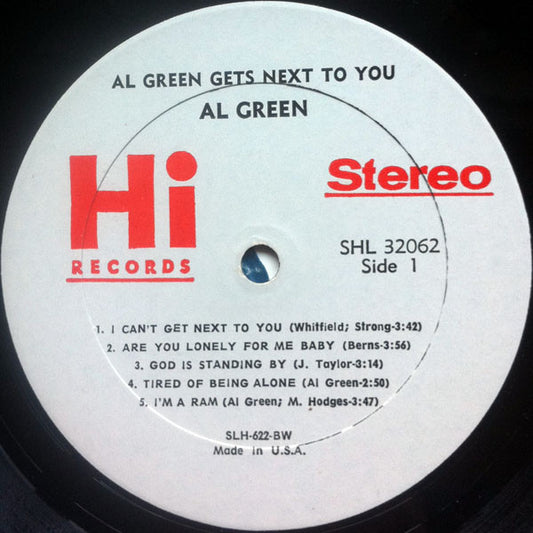 AL GREEN GETS NEXT TO YOU
AL GREEN
Hi
RECORDS
Stereo
SHL 32062
Side 1
1. I CAN'T GET NEXT TO YOU (Whitfield; Strong-3:42)
2. ARE YOU LONELY FOR ME BABY (Berns-3:56)
3. GOD IS STANDING BY (J. Taylor-3:14)
4. TIRED OF BEING ALONE (Al Green-2:50)
5. I'M A RAM (Al Green; M. Hodges-3:47)
SLH-622-BW
Made in U.S.A.